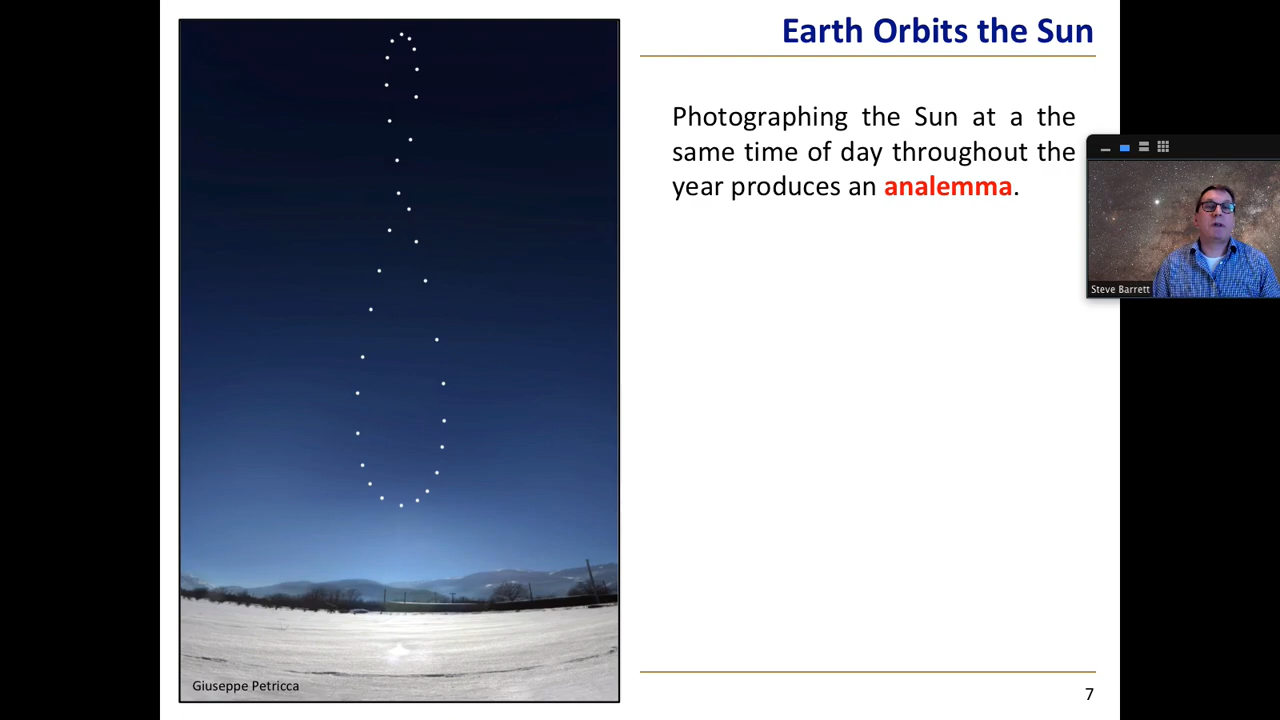 Earth Orbits the Sun
Photographing the Sun at a the
same time of day throughout the
year produces an analemma.
Steve Barrett
Giuseppe Petricca
7